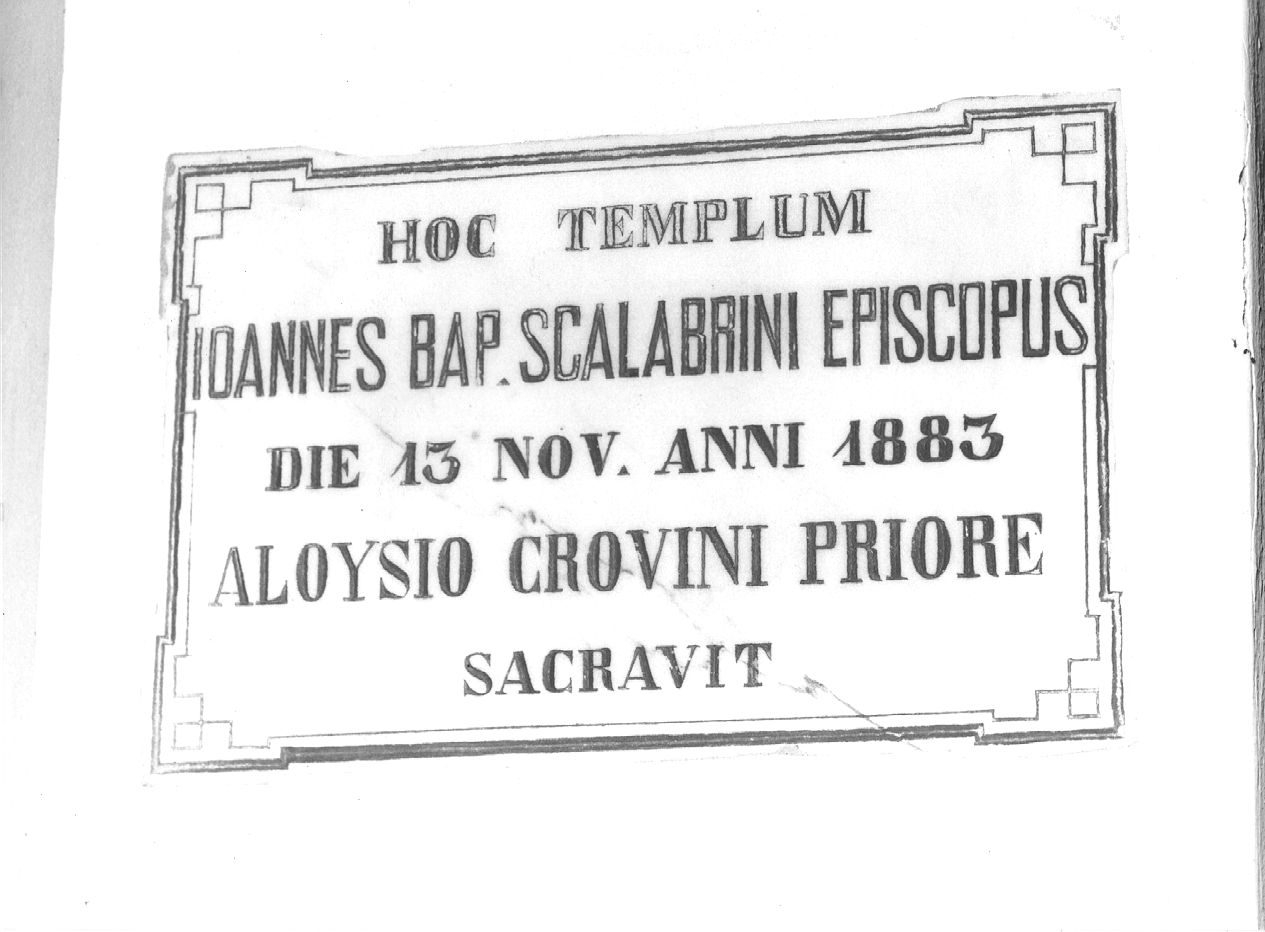 HOC TEMPLUM
IOANNES BAP. SCALABRINI EPISCOPUS
DIE 13 NOV. ANNI 1883
ALOYSIO CROVINI PRIORE
SACRAVIT